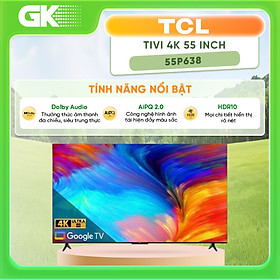 GK
TCL
TIVI 4K 55 INCH
55P638
TÍNH NĂNG NỔI BẬT
Dolby Audio
Thưởng thức âm thanh
đa chiều, siêu trung thực
AiPQ 2.0
Công nghệ hình ảnh
tái hiện đầy màu sắc
HDR10
Mọi chi tiết hiển thị
rõ nét
4K ULTRA HD
Google TV